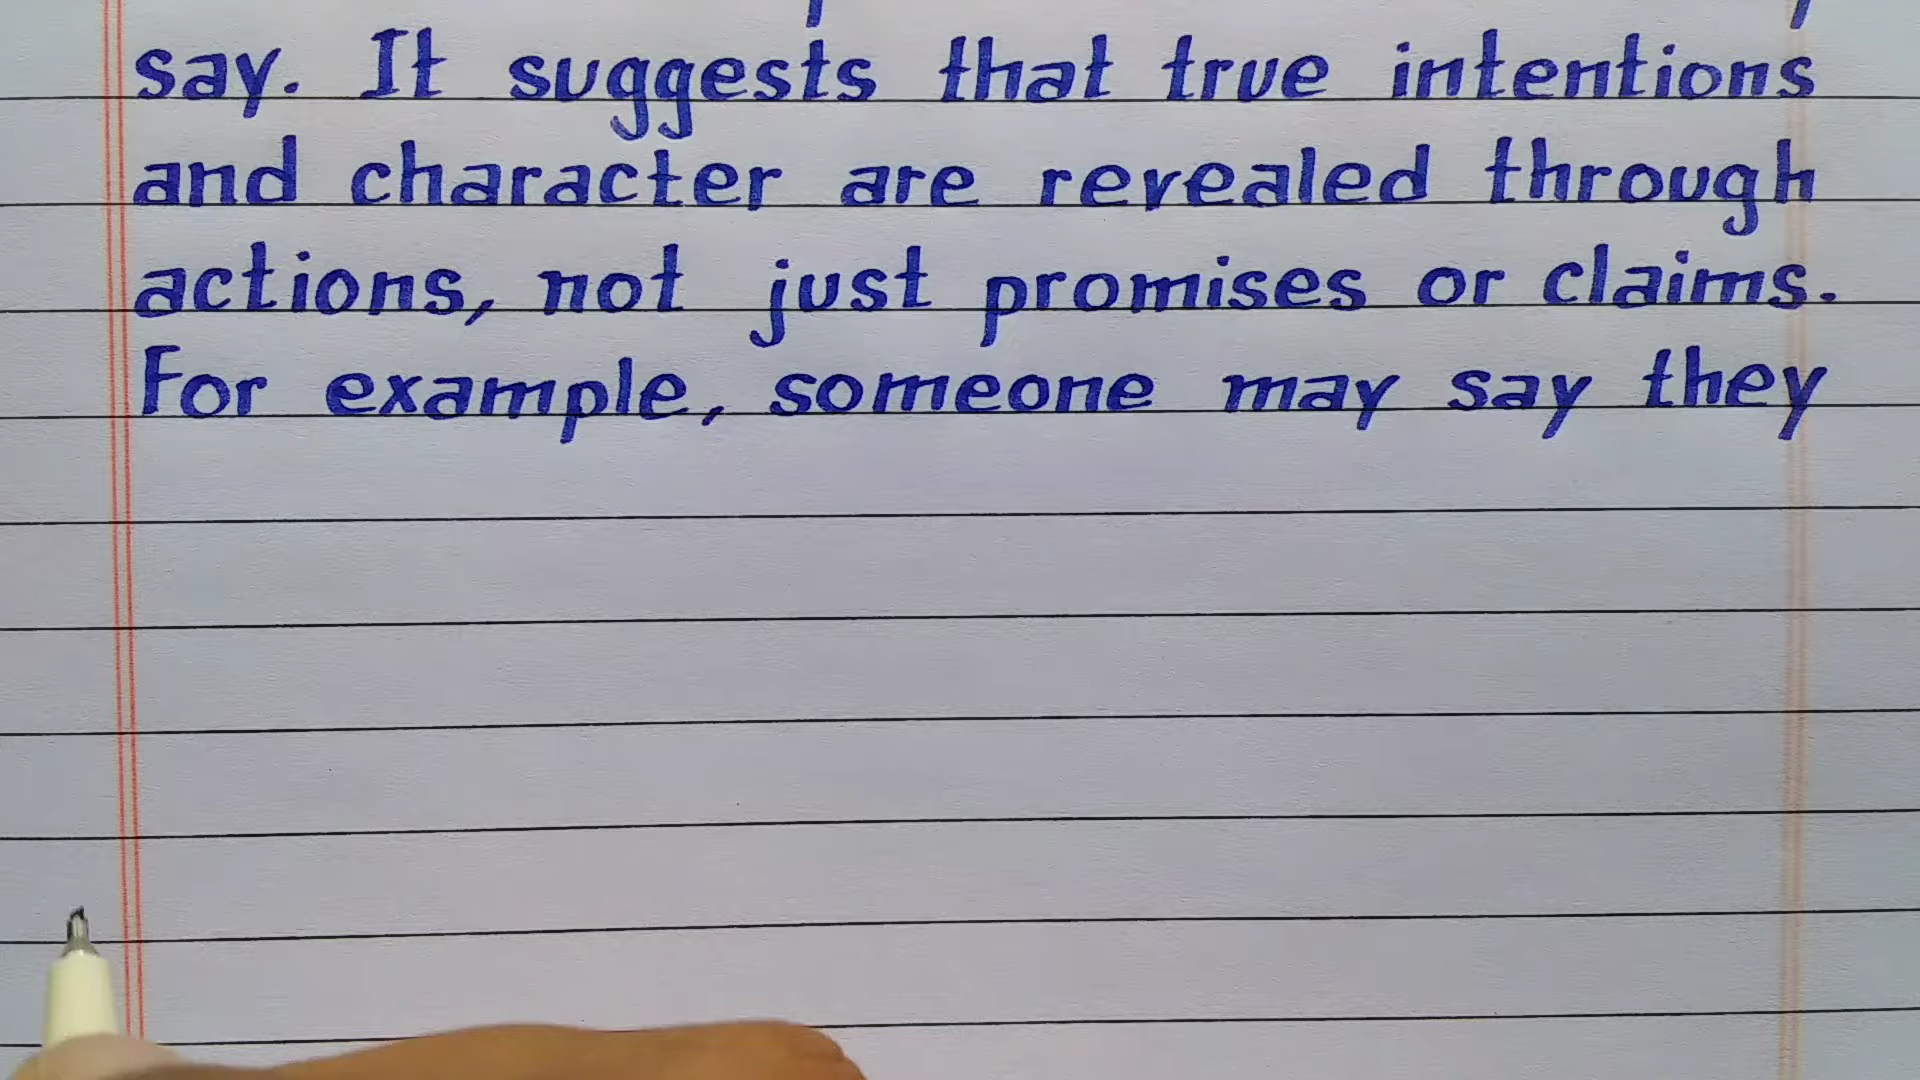 say. It suggests that true intentions
and character are revealed through
actions, not just promises or claims.
For example, someone may say they